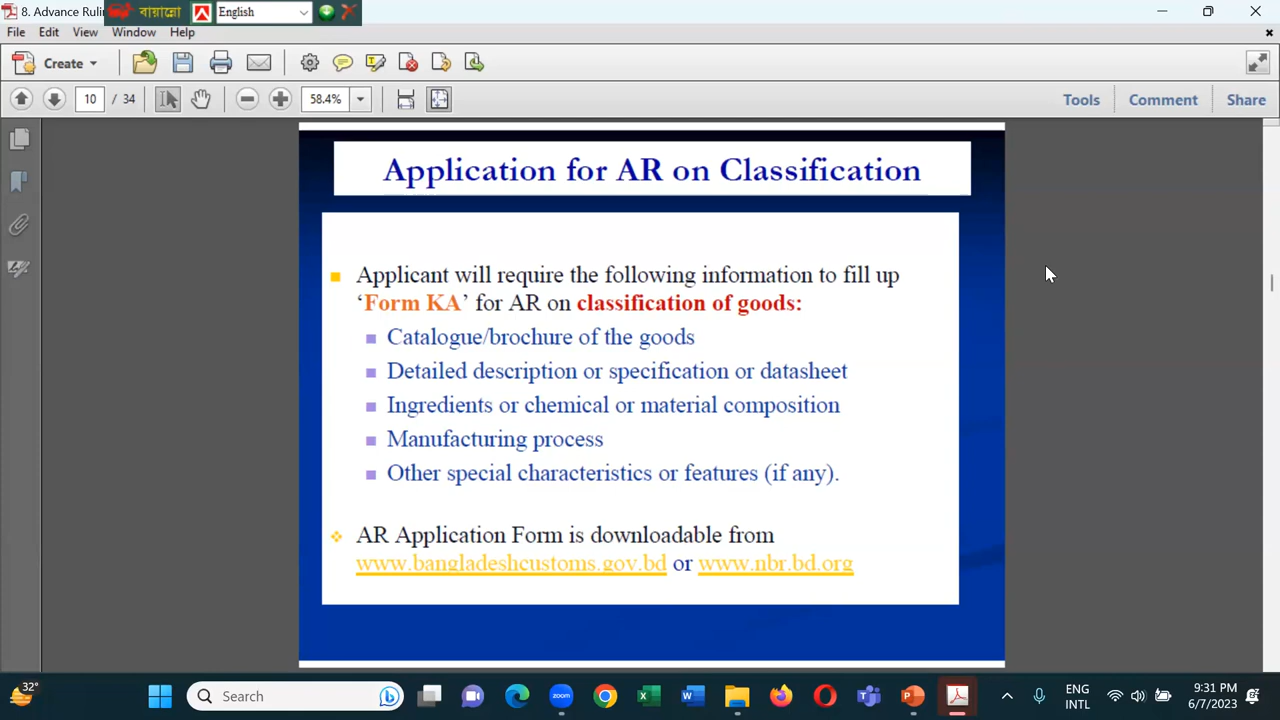 8. Advance Rulin
বায়ান্নো
English
File Edit View Window Help
Create
10 / 34
58.4%
Tools Comment Share
Application for AR on Classification
Applicant will require the following information to fill up
‘Form KA’ for AR on classification of goods:
Catalogue/brochure of the goods
Detailed description or specification or datasheet
Ingredients or chemical or material composition
Manufacturing process
Other special characteristics or features (if any).
AR Application Form is downloadable from
www.bangladeshcustoms.gov.bd or www.nbr.bd.org
32°
Search
zoom
ENG
INTL
9:31 PM
6/7/2023